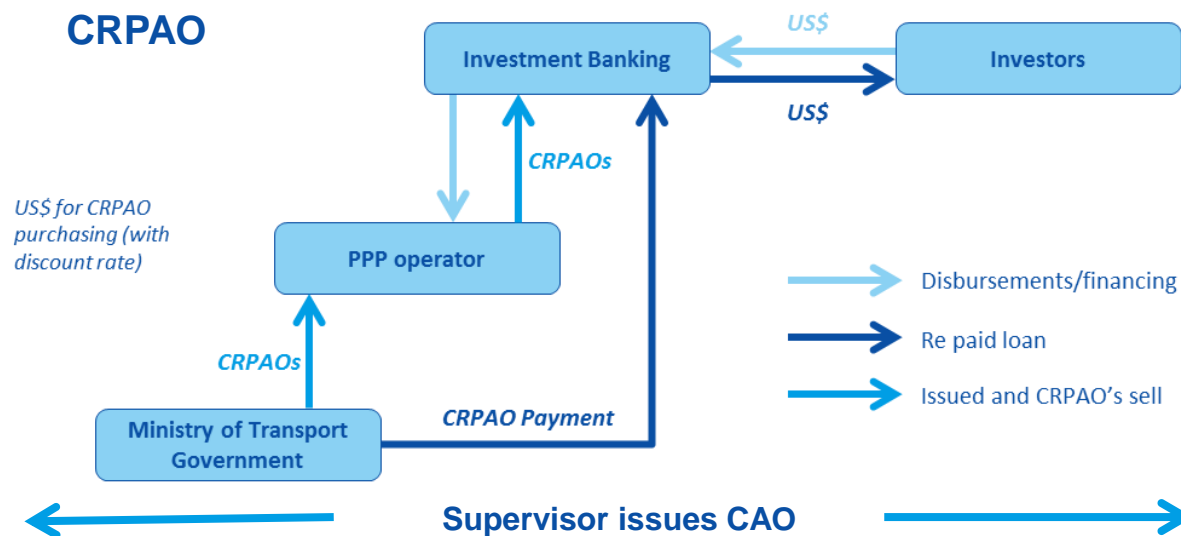 CRPAO
US$
Investment Banking
Investors
US$
CRPAOs
US$ for CRPAO
purchasing (with
discount rate)
PPP operator
Disbursements/financing
Re paid loan
CRPAOs
Issued and CRPAO's sell
CRPAO Payment
Ministry of Transport
Government
Supervisor issues CAO